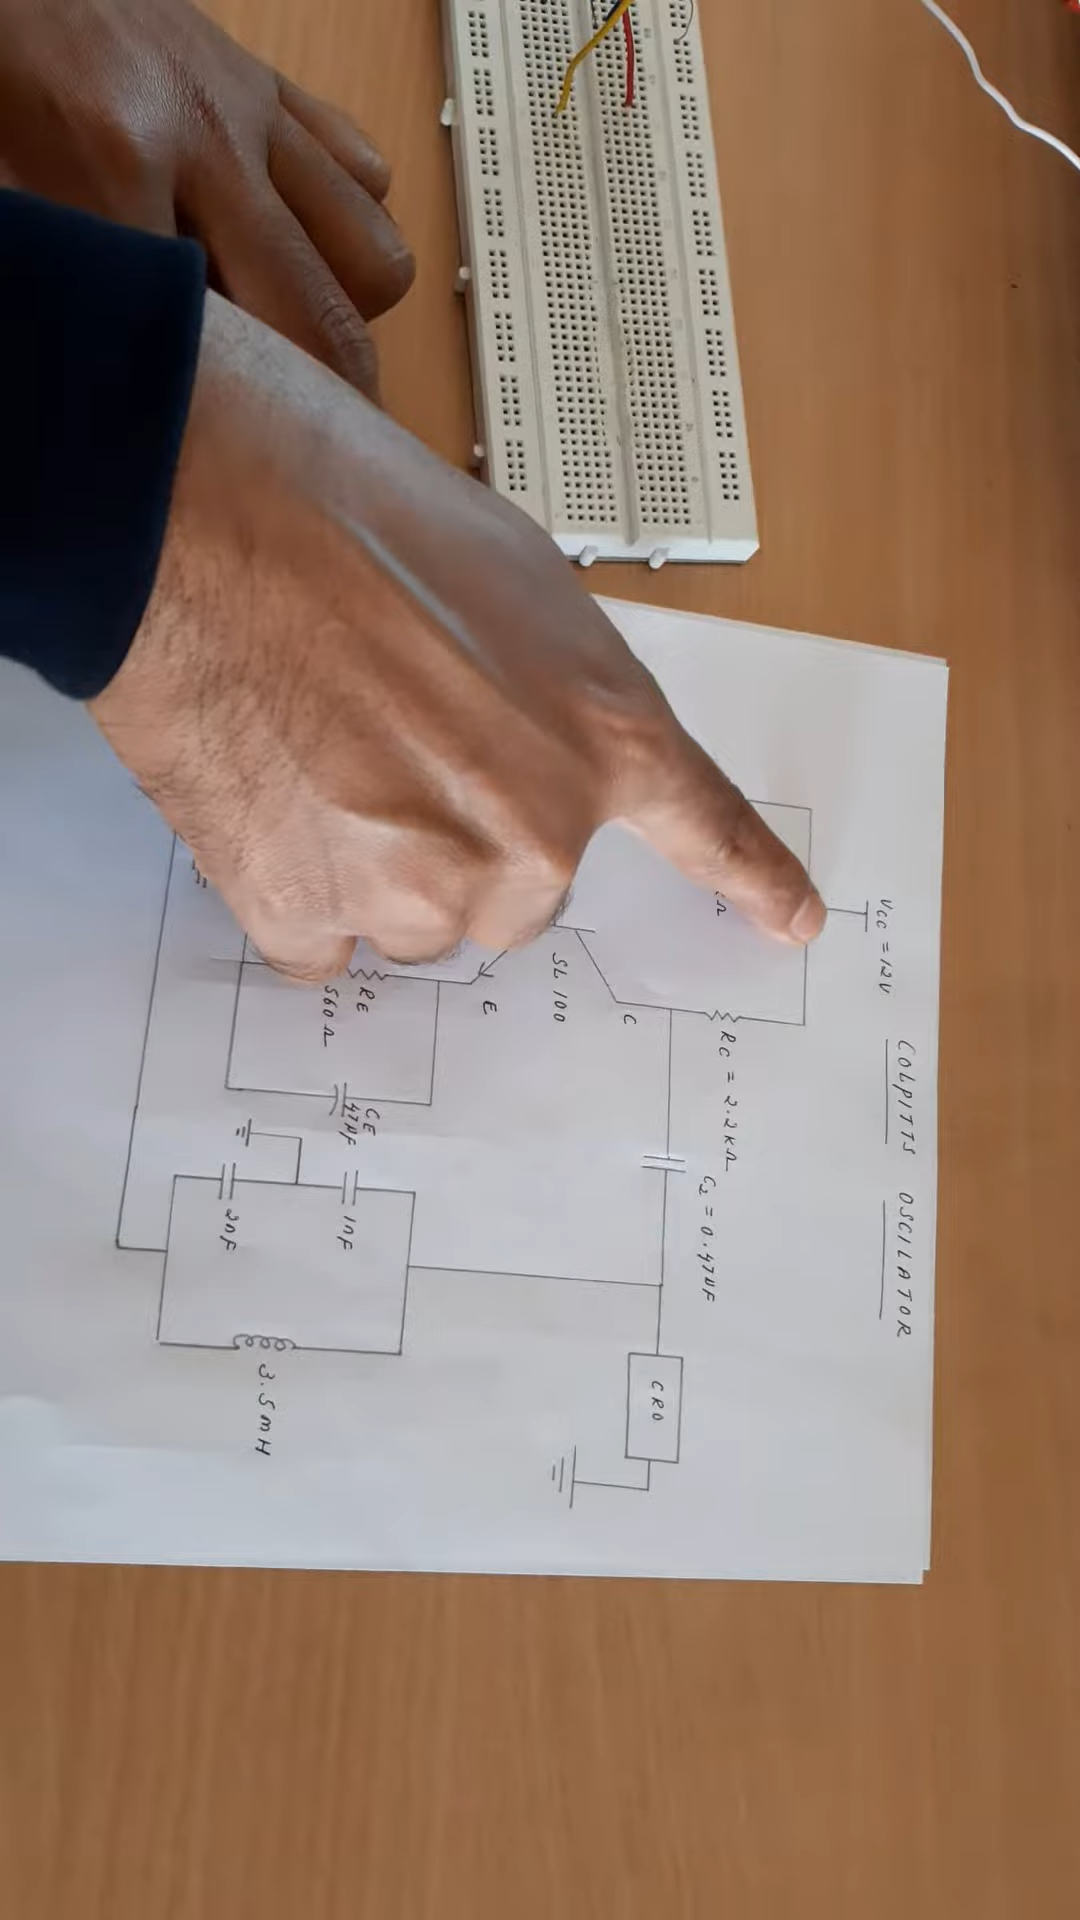 COLPITTS OSCILATOR
VCC = 12V
RC = 2.2KΩ
C2 = 0.47µF
C
SL 100
CRO
E
RE
560Ω
CE
47µF
1nF
2nF
3.5mH